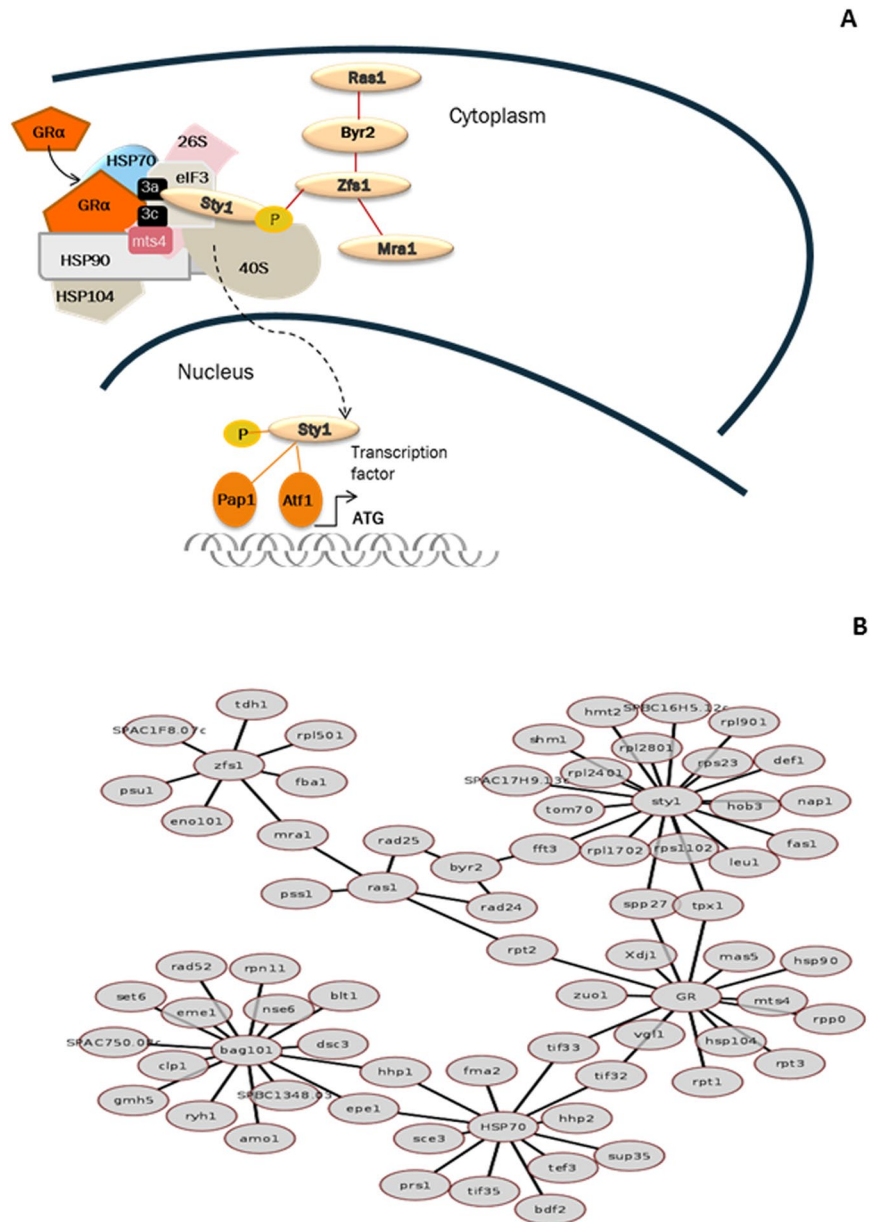 A
Ras1
Cytoplasm
GRα
26S
Byr2
HSP70
eIF3
3a
Zfs1
GRα
Sty1
3c
P
mts4
Mra1
HSP90
40S
HSP104
Nucleus
P
Sty1
Transcription
factor
Pap1
Atf1
ATG
B
tdh1
SPAC1F8.07c
rpl501
zfs1
psu1
fba1
eno101
mra1
hmt2
SPBC16H5.12c
rpl901
shm1
rpl2801
rps23
def1
SPAC17H9.13c
rpl2401
sty1
hob3
nap1
tom70
fft3
rpl1702
rps1102
leu1
fas1
rad25
byr2
ras1
pss1
rad24
spp27
tpx1
rpt2
Xdj1
mas5
hsp90
zuo1
GR
mts4
rpp0
vgl1
hsp104
rpt3
rpt1
tif33
tif32
rad52
rpn11
set6
eme1
nse6
blt1
SPAC750.08c
bag101
dsc3
clp1
hhp1
gmh5
SPBC1348.03
epe1
ryh1
amo1
fma2
HSP70
hhp2
sce3
sup35
tef3
prs1
tif35
bdf2